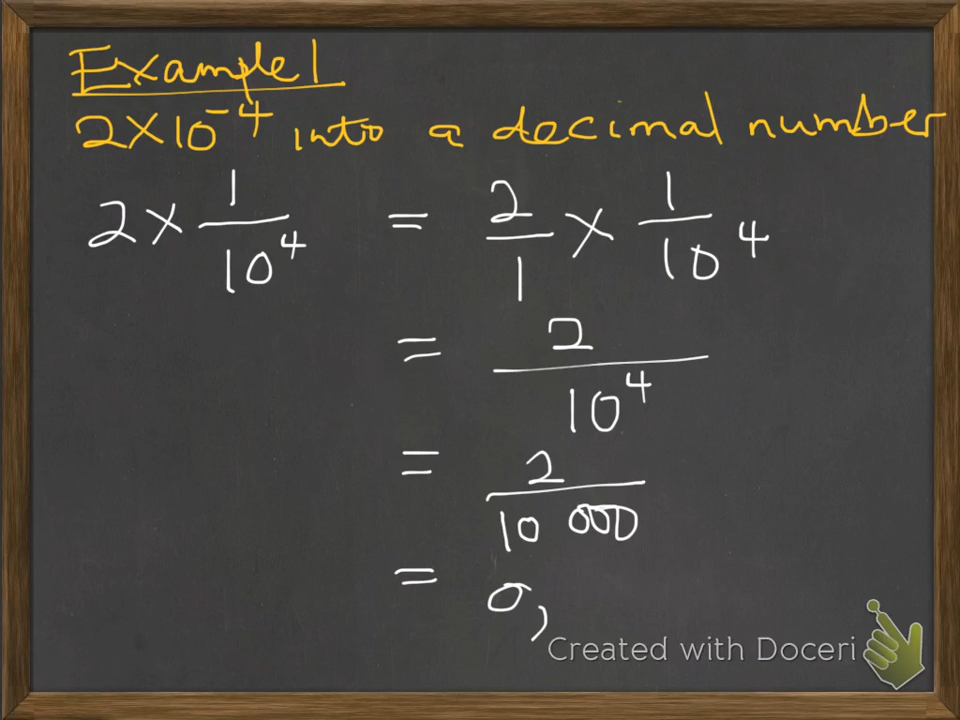 Example 1
2×10⁻⁴ into a decimal number
2 × 1/10⁴ = 2/1 × 1/10⁴
= 2/10⁴
= 2/10 000
= 0,
Created with Doceri